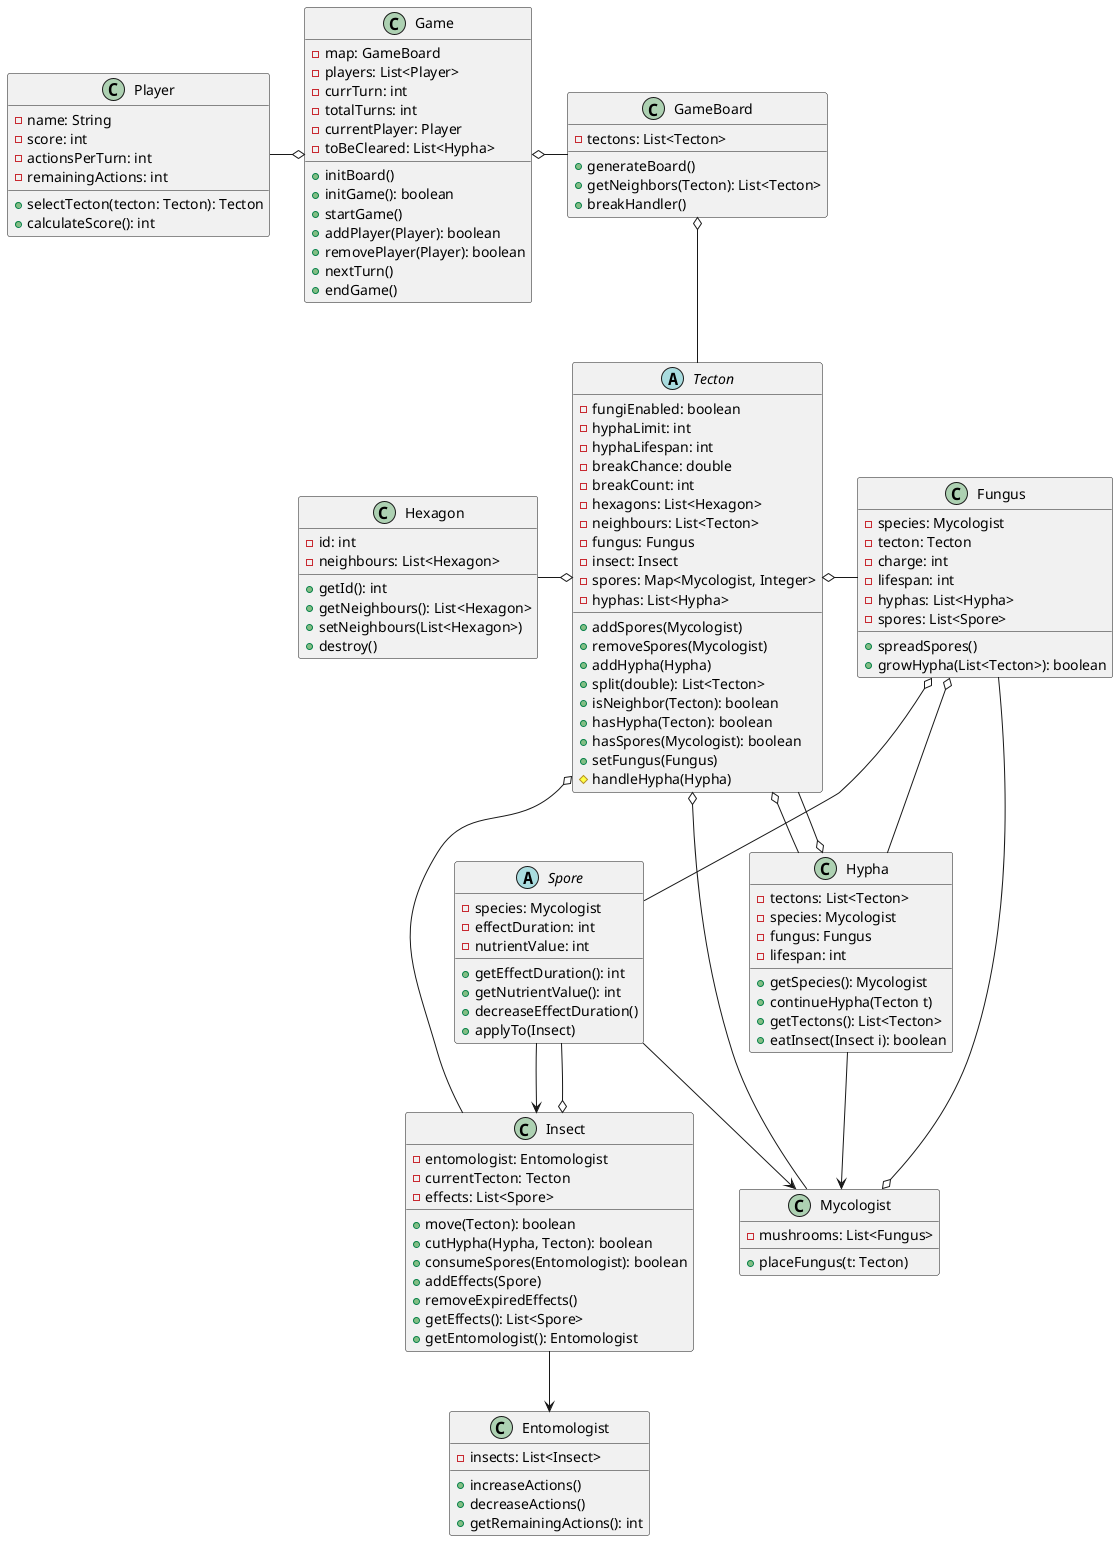 Game
map: GameBoard
players: List<Player>
currTurn: int
totalTurns: int
currentPlayer: Player
toBeCleared: List<Hypha>
initBoard()
initGame(): boolean
startGame()
addPlayer(Player): boolean
removePlayer(Player): boolean
nextTurn()
endGame()
Player
name: String
score: int
actionsPerTurn: int
remainingActions: int
selectTecton(tecton: Tecton): Tecton
calculateScore(): int
GameBoard
tectons: List<Tecton>
generateBoard()
getNeighbors(Tecton): List<Tecton>
breakHandler()
Tecton
fungiEnabled: boolean
hyphaLimit: int
hyphaLifespan: int
breakChance: double
breakCount: int
hexagons: List<Hexagon>
neighbours: List<Tecton>
fungus: Fungus
insect: Insect
spores: Map<Mycologist, Integer>
hyphas: List<Hypha>
addSpores(Mycologist)
removeSpores(Mycologist)
addHypha(Hypha)
split(double): List<Tecton>
isNeighbor(Tecton): boolean
hasHypha(Tecton): boolean
hasSpores(Mycologist): boolean
setFungus(Fungus)
handleHypha(Hypha)
Hexagon
id: int
neighbours: List<Hexagon>
getId(): int
getNeighbours(): List<Hexagon>
setNeighbours(List<Hexagon>)
destroy()
Fungus
species: Mycologist
tecton: Tecton
charge: int
lifespan: int
hyphas: List<Hypha>
spores: List<Spore>
spreadSpores()
growHypha(List<Tecton>): boolean
Spore
species: Mycologist
effectDuration: int
nutrientValue: int
getEffectDuration(): int
getNutrientValue(): int
decreaseEffectDuration()
applyTo(Insect)
Hypha
tectons: List<Tecton>
species: Mycologist
fungus: Fungus
lifespan: int
getSpecies(): Mycologist
continueHypha(Tecton t)
getTectons(): List<Tecton>
eatInsect(Insect i): boolean
Insect
entomologist: Entomologist
currentTecton: Tecton
effects: List<Spore>
move(Tecton): boolean
cutHypha(Hypha, Tecton): boolean
consumeSpores(Entomologist): boolean
addEffects(Spore)
removeExpiredEffects()
getEffects(): List<Spore>
getEntomologist(): Entomologist
Mycologist
mushrooms: List<Fungus>
placeFungus(t: Tecton)
Entomologist
insects: List<Insect>
increaseActions()
decreaseActions()
getRemainingActions(): int